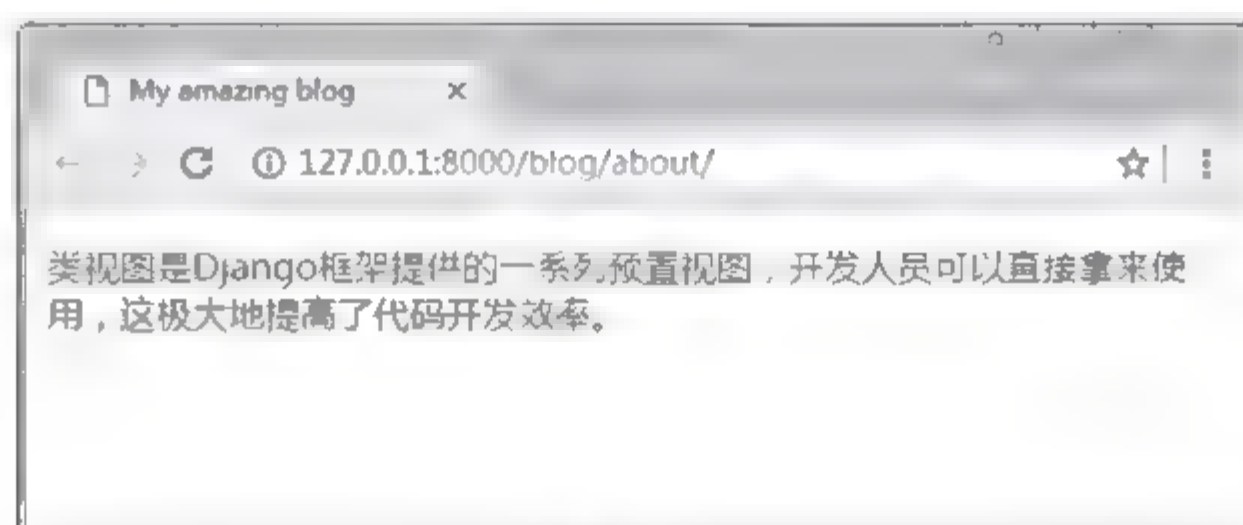 My amazing blog
127.0.0.1:8000/blog/about/
类视图是Django框架提供的一系列预置视图，开发人员可以直接拿来使
用，这极大地提高了代码开发效率。